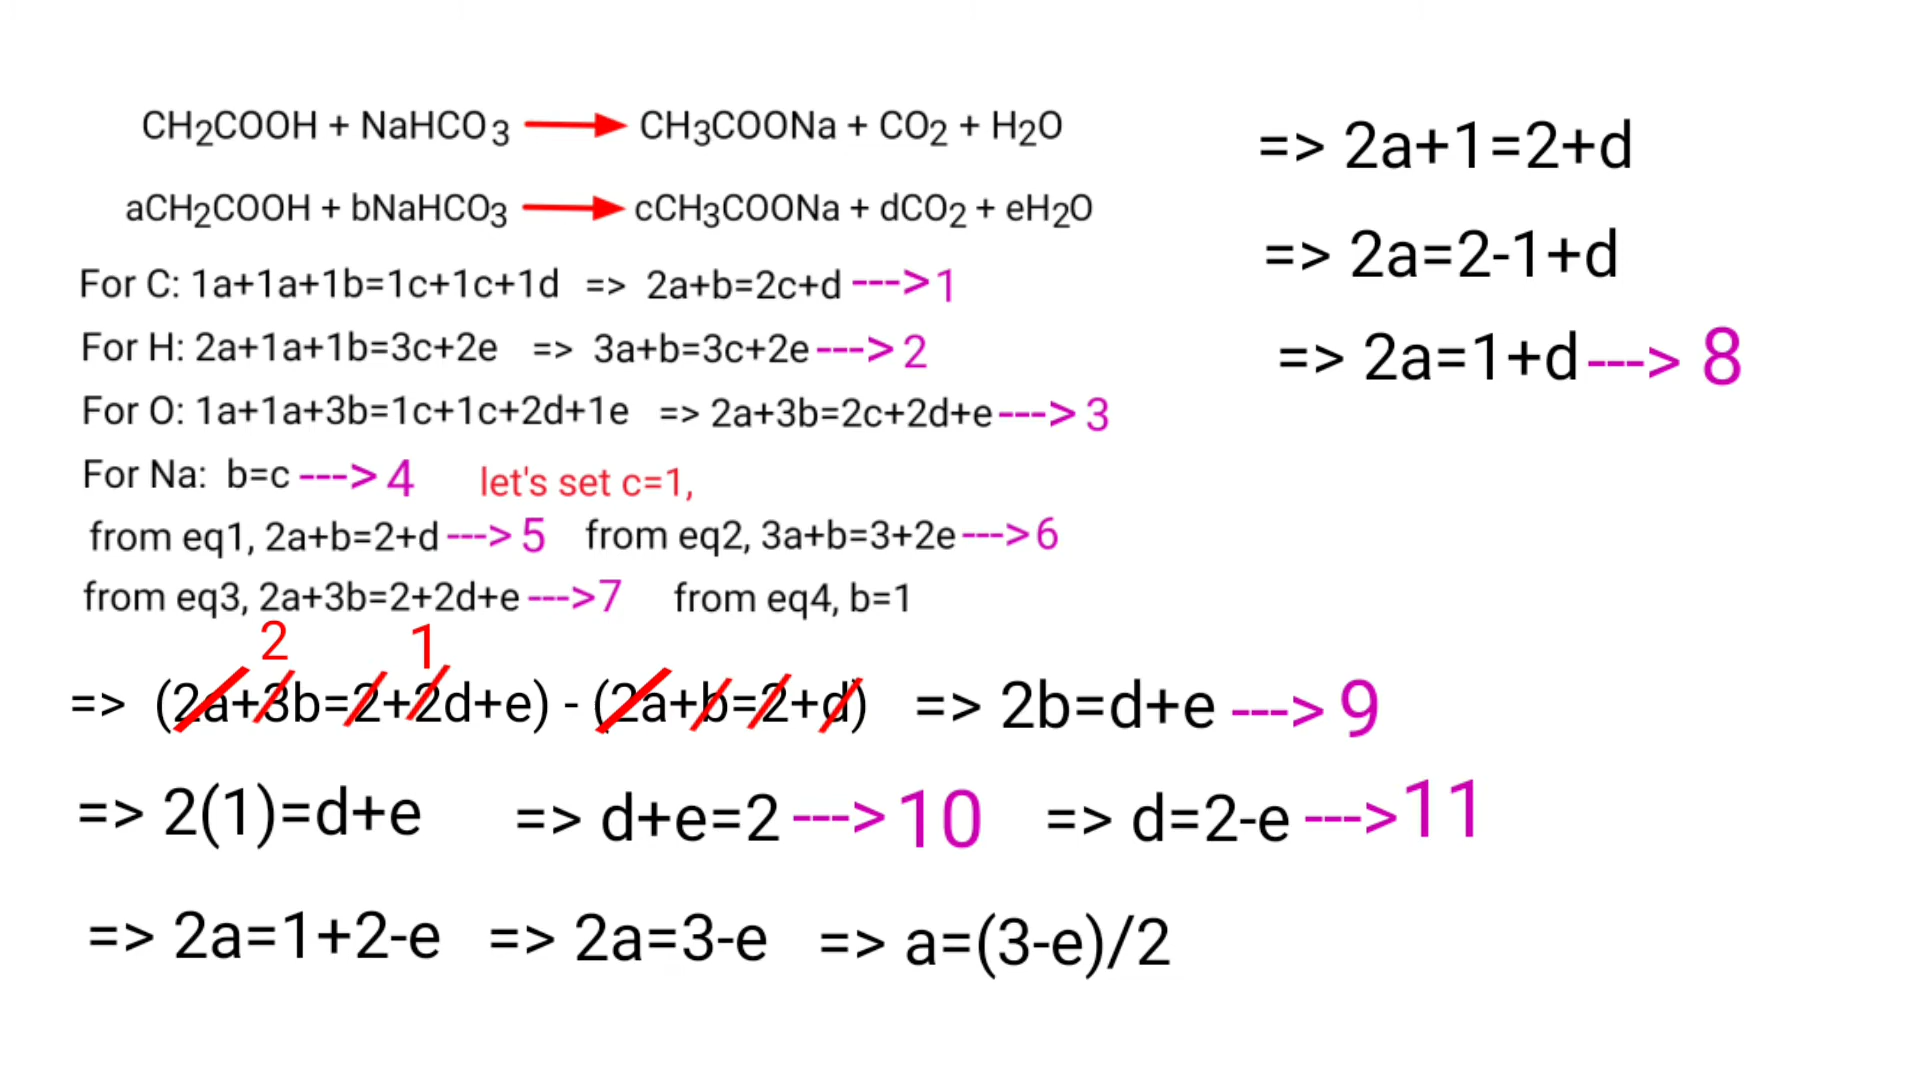 CH2COOH + NaHCO3 ⟶ CH3COONa + CO2 + H2O
aCH2COOH + bNaHCO3 ⟶ cCH3COONa + dCO2 + eH2O
For C: 1a+1a+1b=1c+1c+1d => 2a+b=2c+d --->1
For H: 2a+1a+1b=3c+2e => 3a+b=3c+2e ---> 2
For O: 1a+1a+3b=1c+1c+2d+1e => 2a+3b=2c+2d+e ---> 3
For Na: b=c ---> 4 let's set c=1,
from eq1, 2a+b=2+d ---> 5 from eq2, 3a+b=3+2e --->6
from eq3, 2a+3b=2+2d+e --->7 from eq4, b=1
2 1
=> (2a+3b=2+2d+e) - (2a+b=2+d) => 2b=d+e ---> 9
=> 2(1)=d+e => d+e=2 --->10 => d=2-e --->11
=> 2a=1+2-e => 2a=3-e => a=(3-e)/2
=> 2a+1=2+d
=> 2a=2-1+d
=> 2a=1+d ---> 8